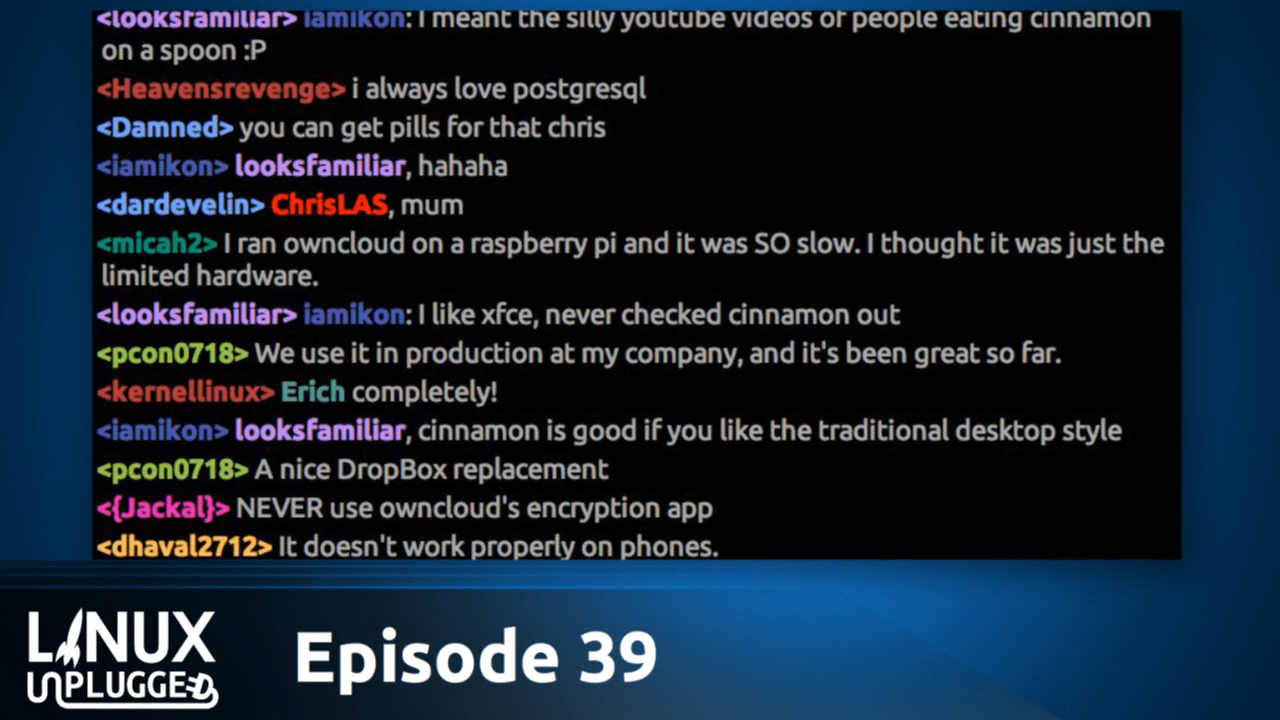 <looksfamiliar> iamikon: I meant the silly youtube videos of people eating cinnamon
on a spoon :P
<Heavensrevenge> i always love postgresql
<Damned> you can get pills for that chris
<iamikon> looksfamiliar, hahaha
<dardevelin> ChrisLAS, mum
<micah2> I ran owncloud on a raspberry pi and it was SO slow. I thought it was just the
limited hardware.
<looksfamiliar> iamikon: I like xfce, never checked cinnamon out
<pcon0718> We use it in production at my company, and it's been great so far.
<kernellinux> Erich completely!
<iamikon> looksfamiliar, cinnamon is good if you like the traditional desktop style
<pcon0718> A nice DropBox replacement
<{Jackal}> NEVER use owncloud's encryption app
<dhaval2712> It doesn't work properly on phones.
LINUX
UNPLUGGED
Episode 39